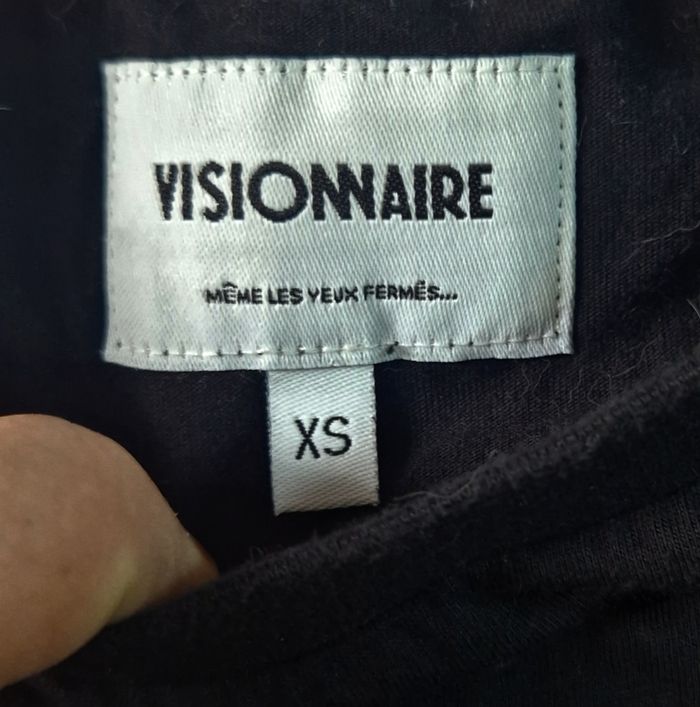 VISIONNAIRE
MÊME LES YEUX FERMÉS...
XS